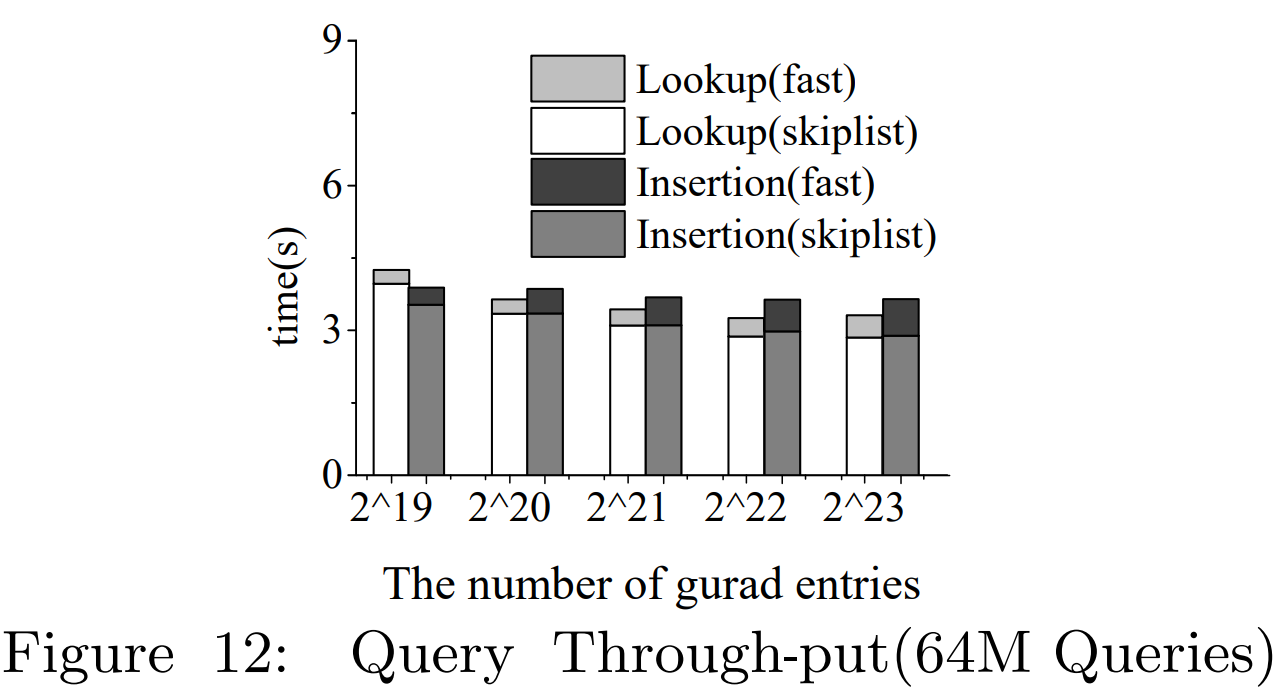 9
Lookup(fast)
Lookup(skiplist)
6
Insertion(fast)
Insertion(skiplist)
time(s)
3
0
2^19 2^20 2^21 2^22 2^23
The number of gurad entries
Figure 12: Query Through-put(64M Queries)